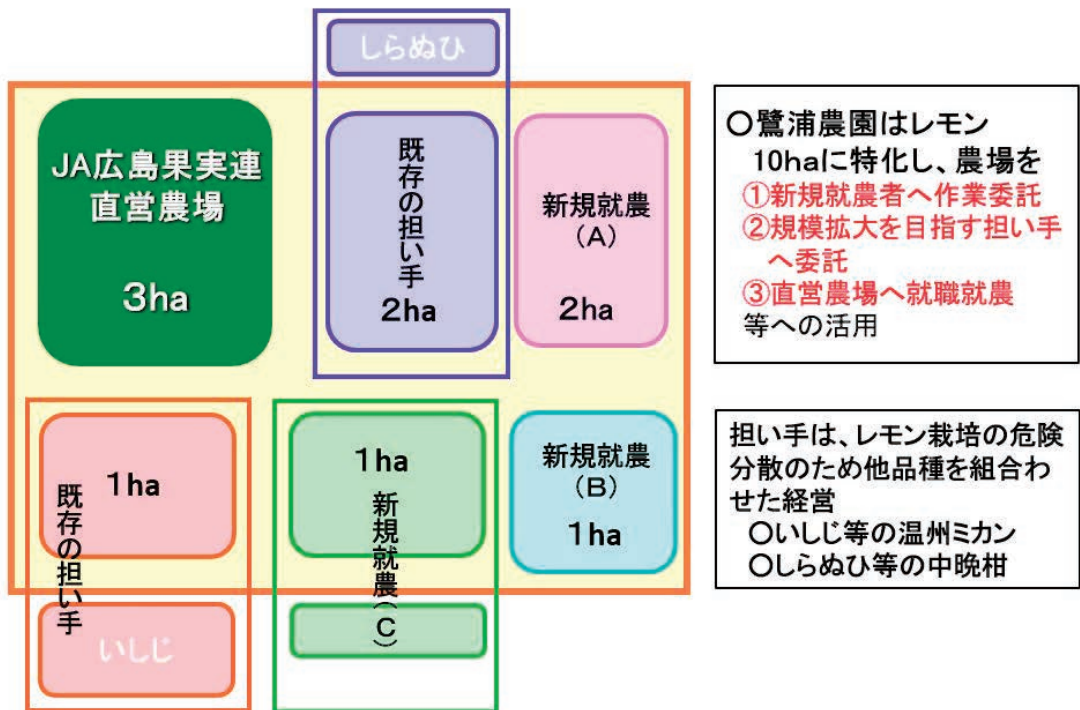 しらぬひ
JA広島果実連
直営農場
3ha
既存の担い手
2ha
新規就農
(A)
2ha
○鷺浦農園はレモン
10haに特化し、農場を
①新規就農者へ作業委託
②規模拡大を目指す担い手
へ委託
③直営農場へ就職就農
等への活用
1ha
既存の担い手
いしじ
1ha
新規就農(C)
新規就農
(B)
1ha
担い手は、レモン栽培の危険
分散のため他品種を組合わ
せた経営
○いしじ等の温州ミカン
○しらぬひ等の中晩柑